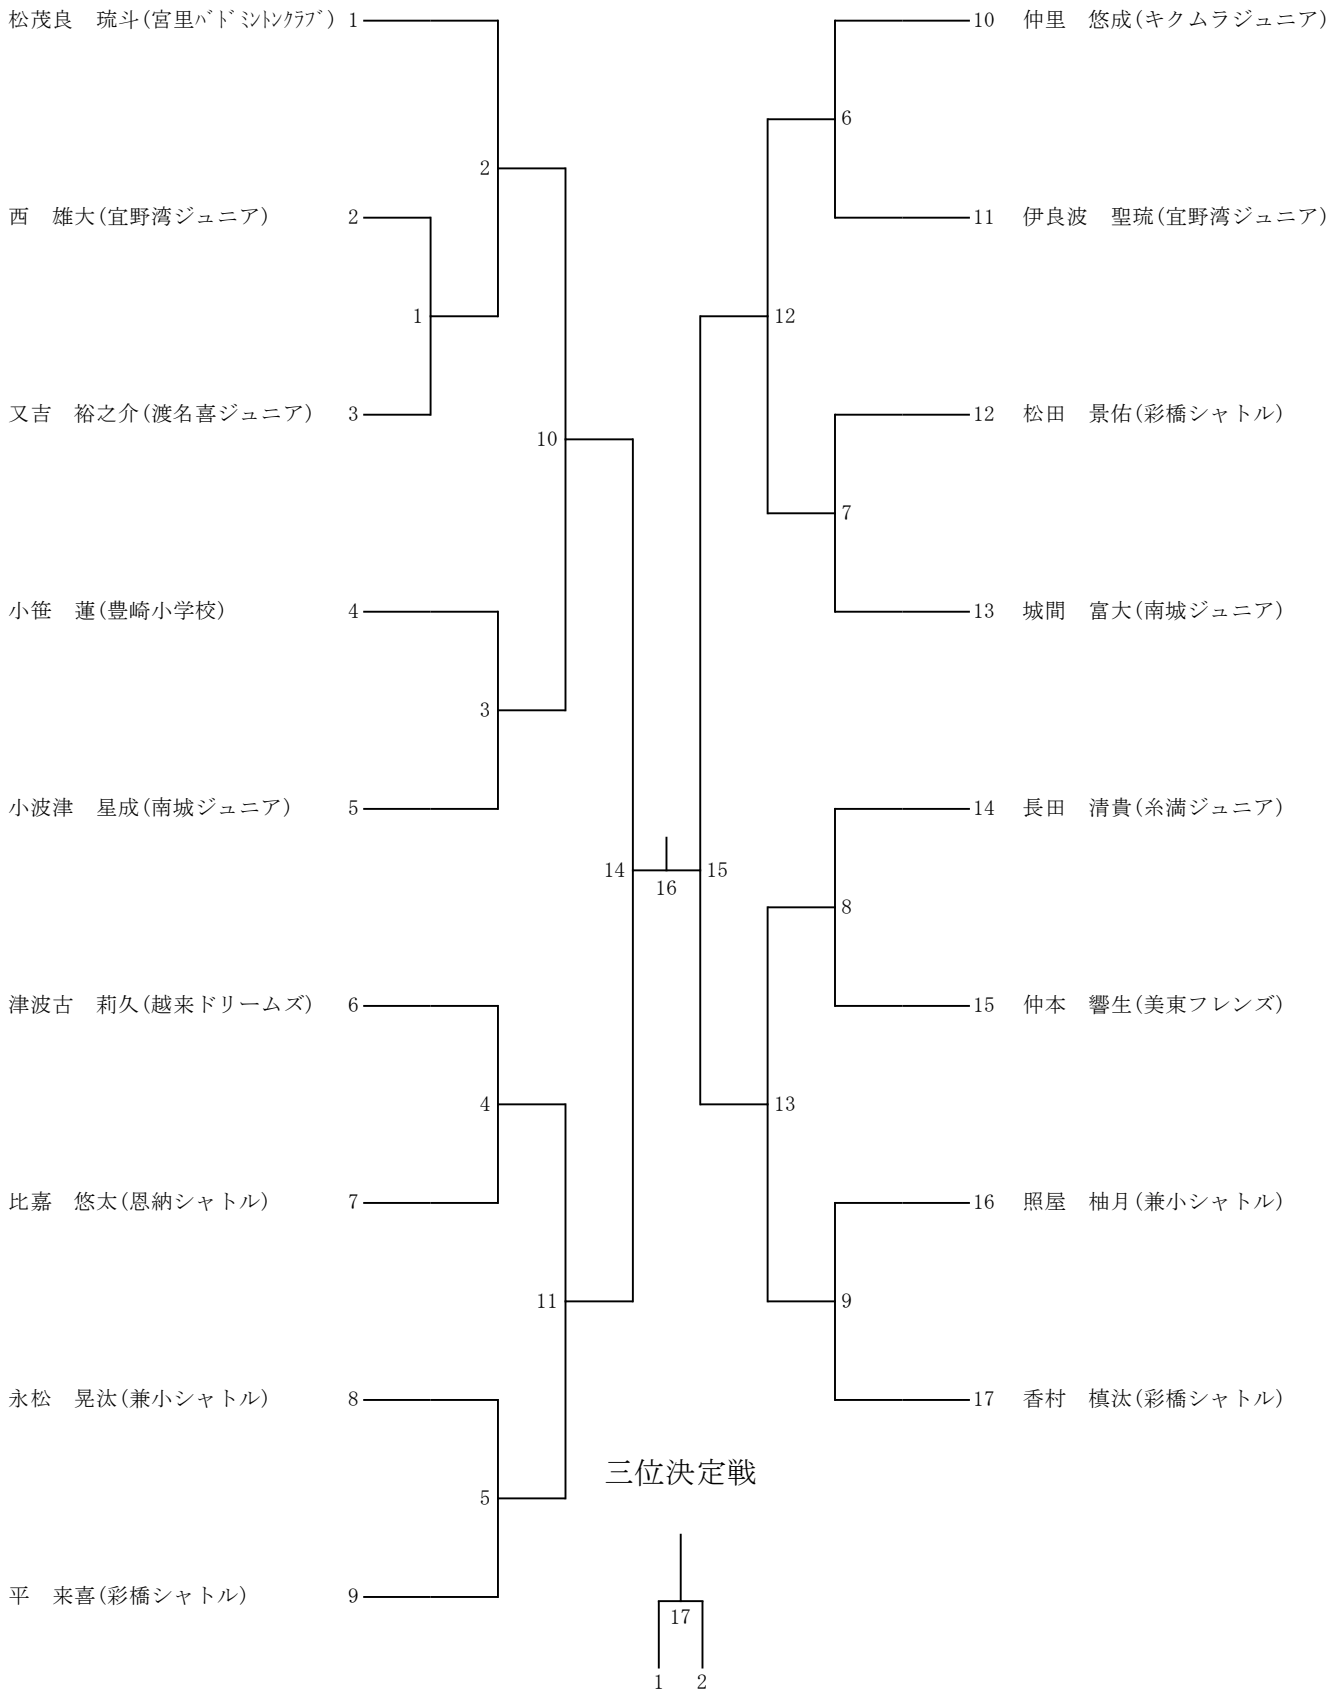 松茂良　琉斗(宮里ﾊﾞﾄﾞﾐﾝﾄﾝｸﾗﾌﾞ) 1
2
西　雄大(宜野湾ジュニア) 2
1
又吉　裕之介(渡名喜ジュニア) 3
10
小笹　蓮(豊崎小学校) 4
3
小波津　星成(南城ジュニア) 5
14
16
津波古　莉久(越来ドリームズ) 6
4
比嘉　悠太(恩納シャトル) 7
11
永松　晃汰(兼小シャトル) 8
5
平　来喜(彩橋シャトル) 9
10 仲里　悠成(キクムラジュニア)
6
11 伊良波　聖琉(宜野湾ジュニア)
12
12 松田　景佑(彩橋シャトル)
7
13 城間　富大(南城ジュニア)
15
14 長田　清貴(糸満ジュニア)
8
15 仲本　響生(美東フレンズ)
13
16 照屋　柚月(兼小シャトル)
9
17 香村　槙汰(彩橋シャトル)
三位決定戦
17
1 2